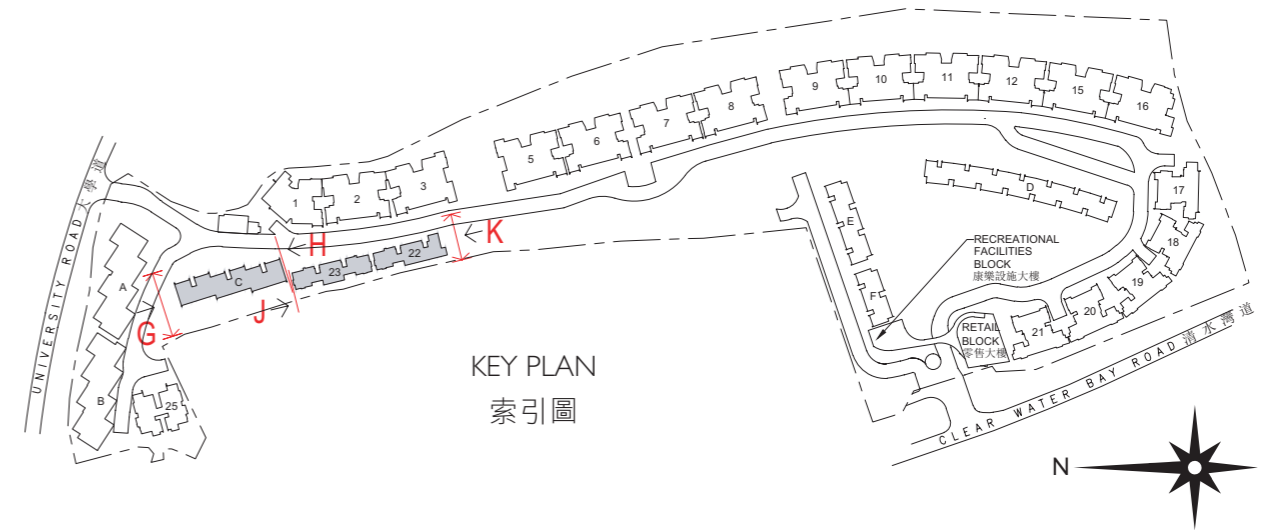 UNIVERSITY ROAD 大學道
A
B
25
G
C
H
J
23
22
K
1
2
3
5
6
7
8
9
10
11
12
15
16
17
18
19
20
21
D
E
F
RECREATIONAL
FACILITIES
BLOCK
康樂設施大樓
RETAIL
BLOCK
零售大樓
CLEAR WATER BAY ROAD 清水灣道
KEY PLAN
索引圖
N